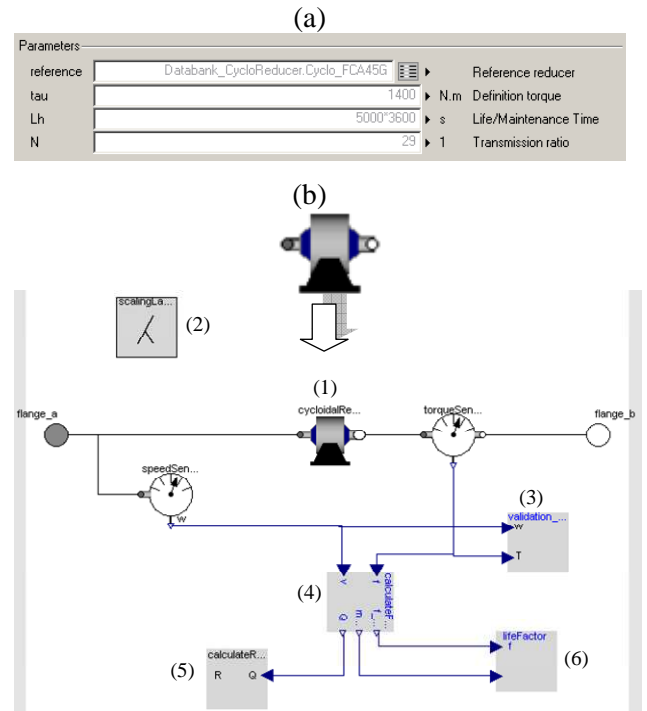 (a)
Parameters
reference Databank_CycloReducer.Cyclo_FCA45G Reference reducer
tau 1400 N.m Definition torque
Lh 5000*3600 s Life/Maintenance Time
N 29 1 Transmission ratio
(b)
scalingLa...
(2)
(1)
flange_a
cycloidalRe...
torqueSen...
flange_b
speedSen...
w
(3)
validation_...
w
T
(4)
v
f
calculateF...
Q
m...
f_...
(5)
calculateR...
R Q
lifeFactor
f
(6)